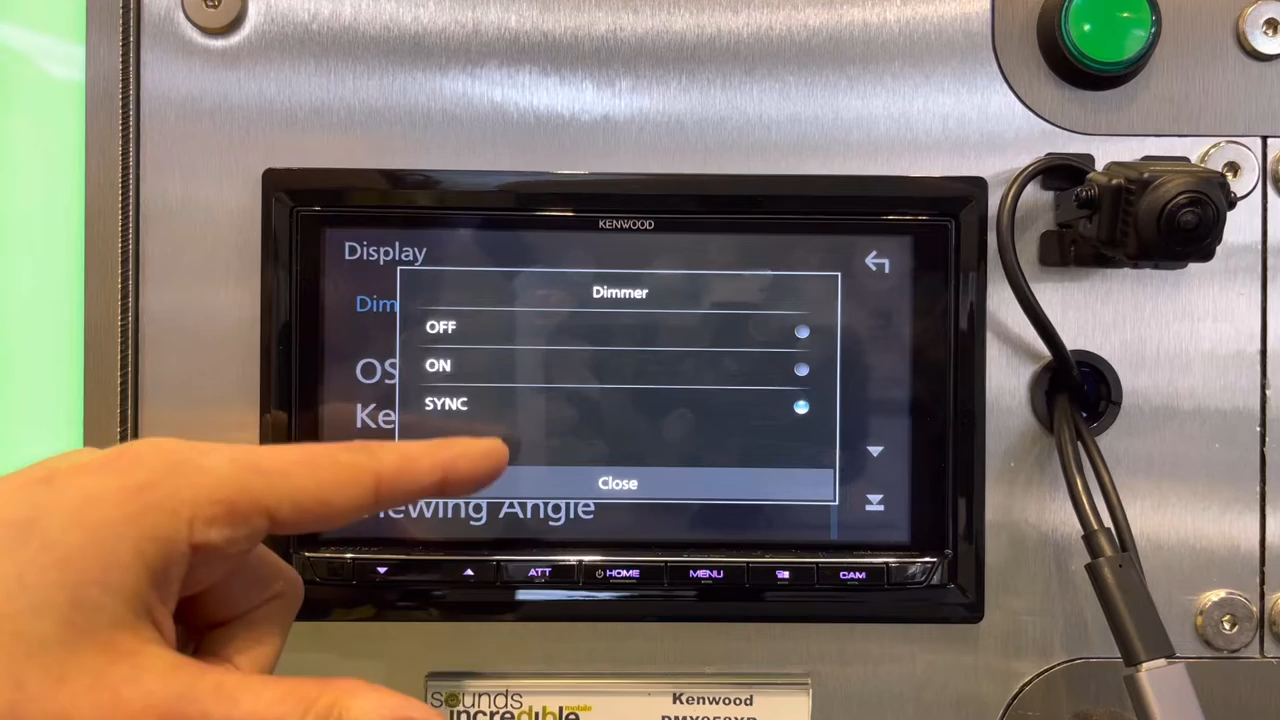 KENWOOD
Display
Dimmer
Dim
OFF
OS
ON
Ke
SYNC
Close
iewing Angle
ATT
HOME
MENU
CAM
sounds
incredible mobile
Kenwood